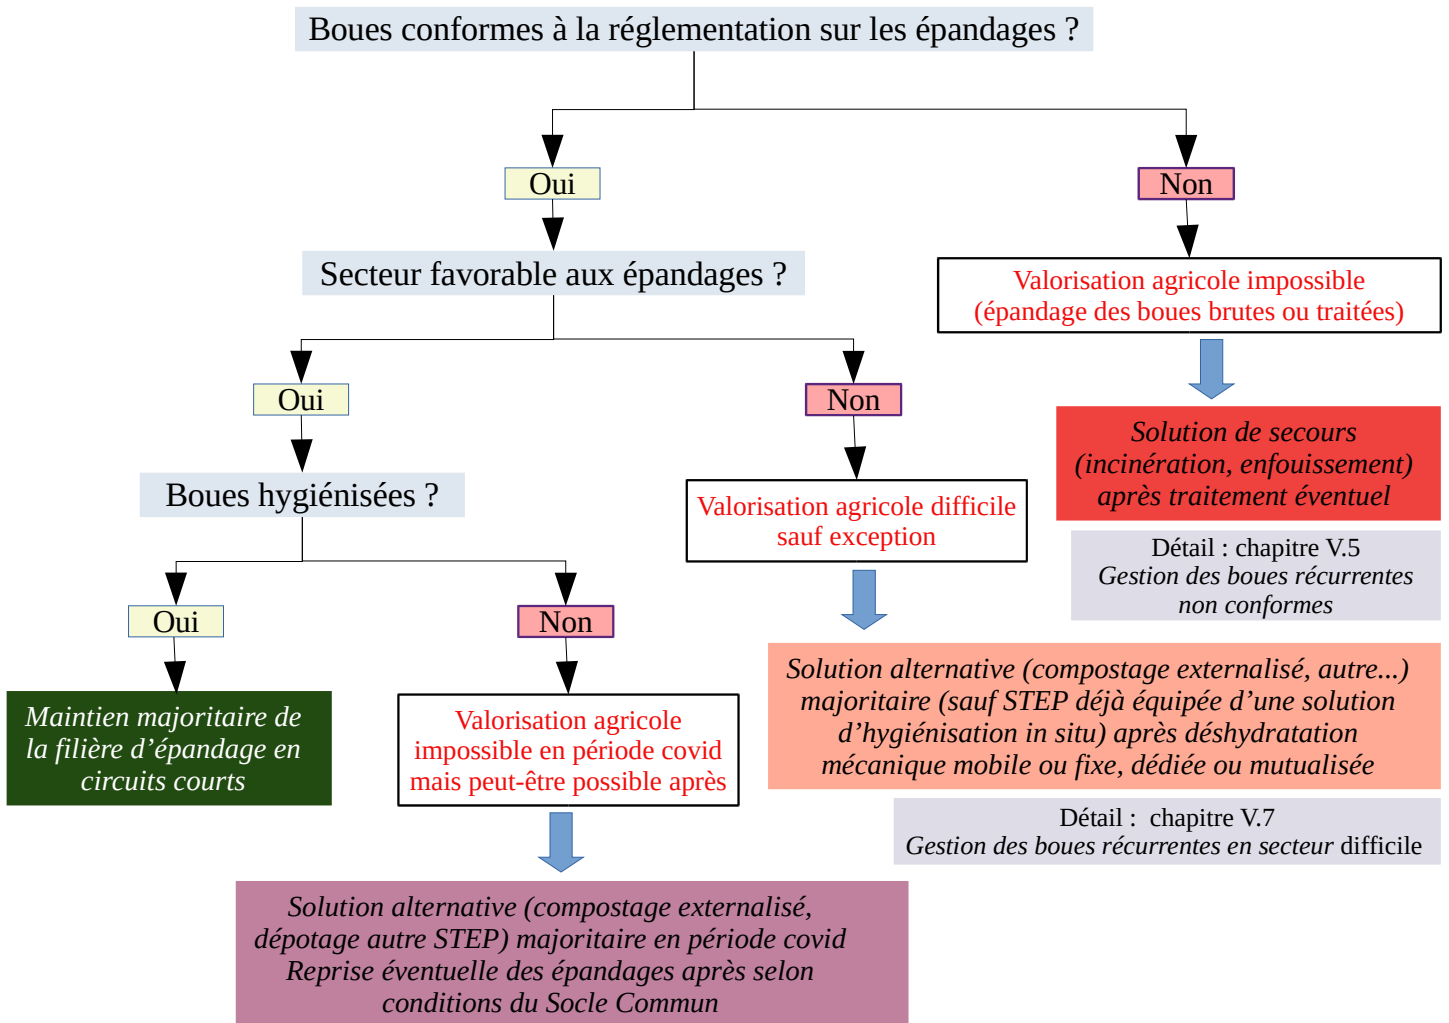 Boues conformes à la réglementation sur les épandages ?
Oui
Non
Secteur favorable aux épandages ?
Valorisation agricole impossible
(épandage des boues brutes ou traitées)
Oui
Non
Solution de secours
(incinération, enfouissement)
après traitement éventuel
Boues hygiénisées ?
Valorisation agricole difficile
sauf exception
Détail : chapitre V.5
Gestion des boues récurrentes
non conformes
Oui
Non
Solution alternative (compostage externalisé, autre...)
majoritaire (sauf STEP déjà équipée d’une solution
d’hygiénisation in situ) après déshydratation
mécanique mobile ou fixe, dédiée ou mutualisée
Maintien majoritaire de
la filière d’épandage en
circuits courts
Valorisation agricole
impossible en période covid
mais peut-être possible après
Détail :  chapitre V.7
Gestion des boues récurrentes en secteur difficile
Solution alternative (compostage externalisé,
dépotage autre STEP) majoritaire en période covid
Reprise éventuelle des épandages après selon
conditions du Socle Commun